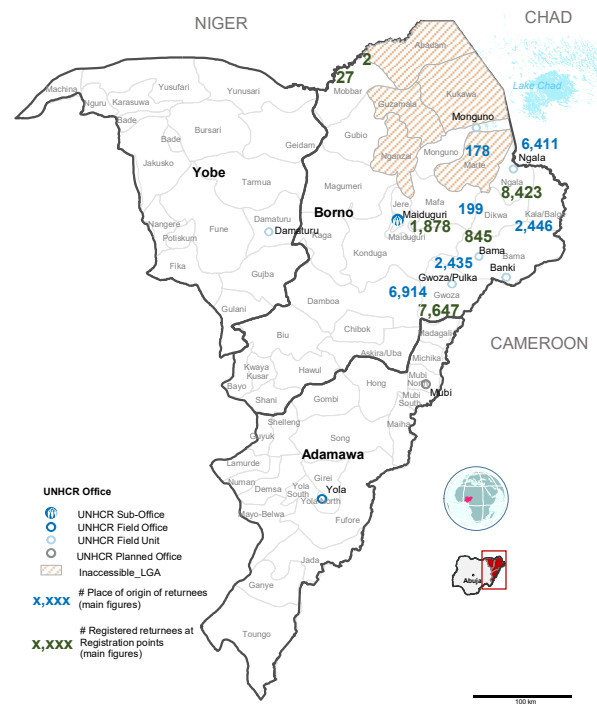 NIGER
CHAD
Abadam
2
27
Machina
Yusufari
Yunusari
Mobbar
Lake Chad
Nguru
Karasuwa
Kukawa
Guzamala
Bade
Monguno
Bursari
Gubio
Bade
Geidam
6,411
Jakusko
Nganzai
Monguno
178
Marte
Ngala
Yobe
Tarmua
Magumeri
Ngala
8,423
Borno
Jere
Mafa
199
Maiduguri
Dikwa
Kala/Balge
Nangere
Fune
Damaturu
Damaturu
1,878
2,446
Potiskum
Kaga
Maiduguri
845
Konduga
Bama
Bama
Fika
Gujba
2,435
Banki
Gwoza/Pulka
6,914
Gwoza
Gulani
Damboa
7,647
Chibok
Madagali
Biu
CAMEROON
Askira/Uba
Michika
Kwaya
Kusar
Hawul
Mubi
North
Bayo
Hong
Mubi
Shani
Gombi
Mubi
South
Shelleng
Maiha
Guyuk
Song
Adamawa
Lamurde
Girei
Numan
Demsa
Yola
South
Yola
Yola North
Mayo-Belwa
Fufore
Jada
Ganye
Toungo
UNHCR Office
UNHCR Sub-Office
UNHCR Field Office
UNHCR Field Unit
UNHCR Planned Office
Inaccessible_LGA
x,xxx
# Place of origin of returnees
(main figures)
x,xxx
# Registered returnees at
Registration points
(main figures)
Abuja
100 km